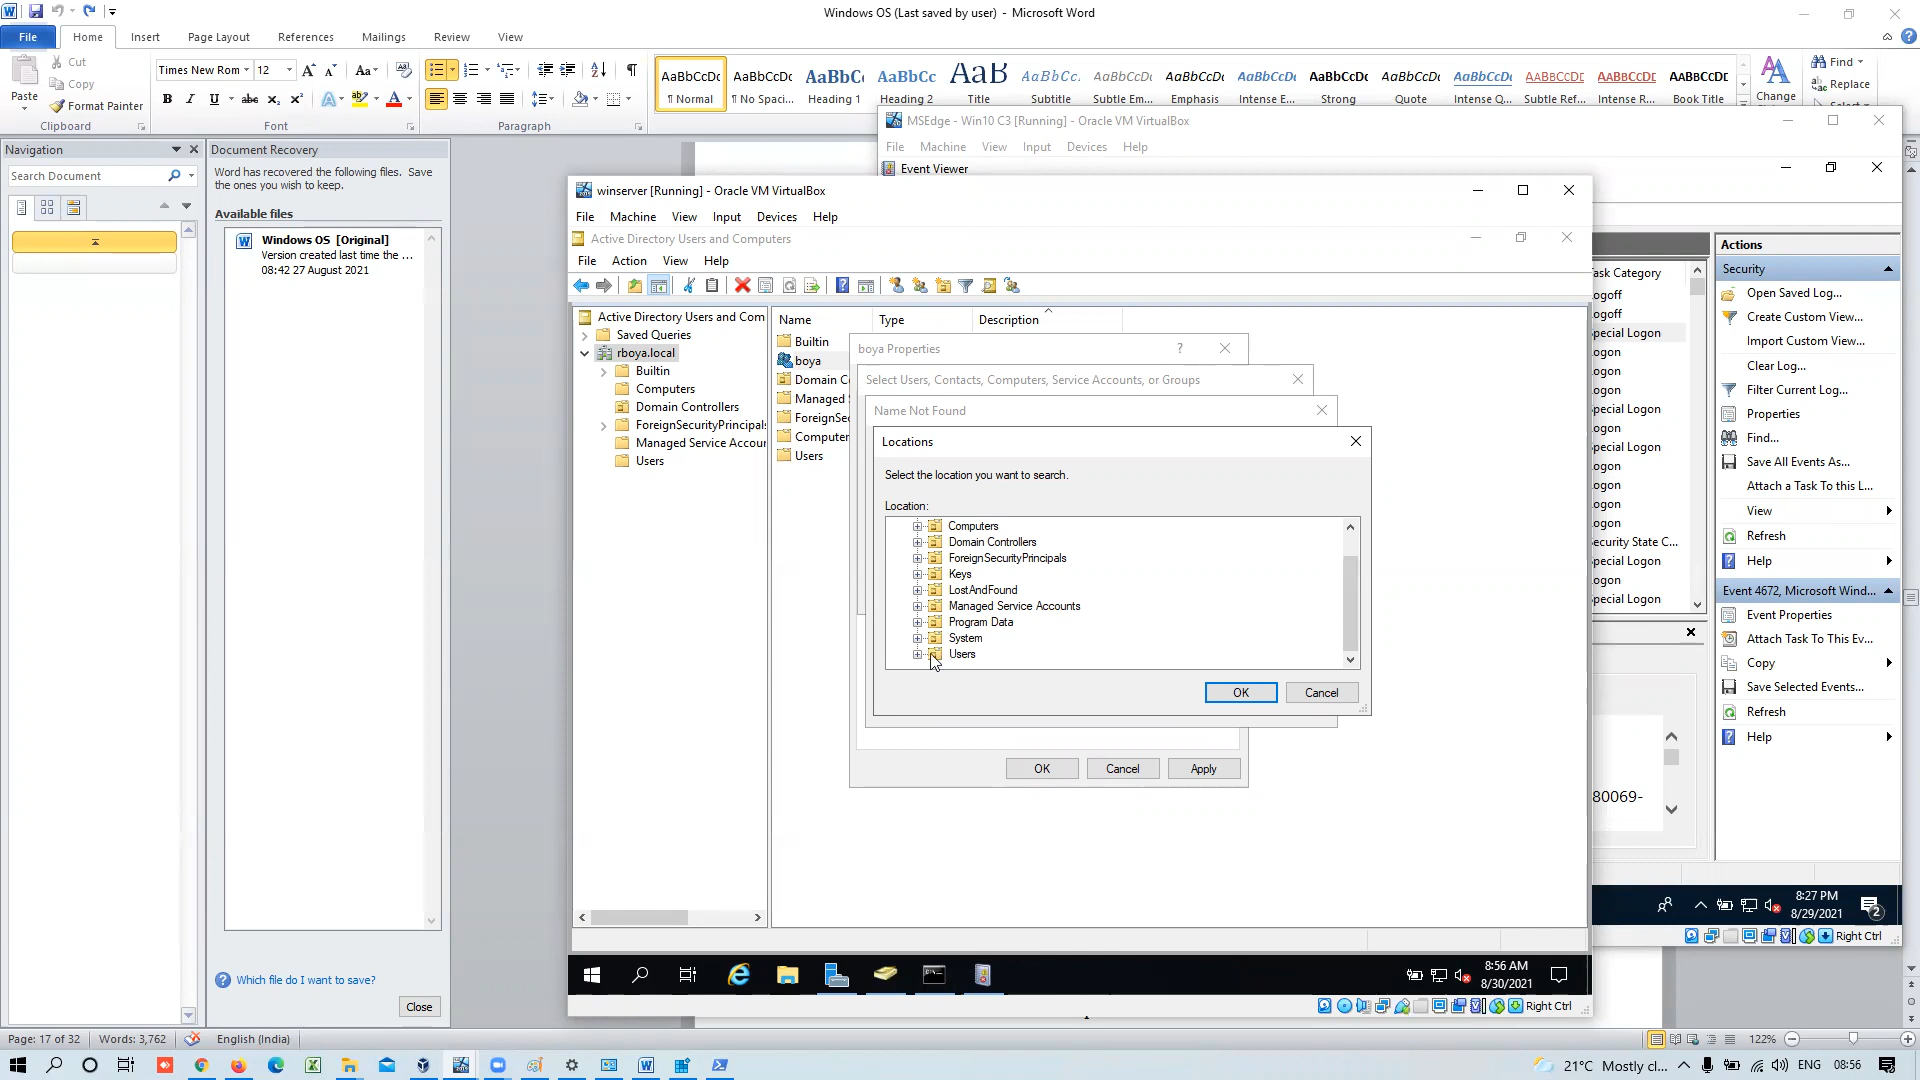 Windows OS (Last saved by user) - Microsoft Word
File Home Insert Page Layout References Mailings Review View
Cut
Copy
Format Painter
Paste
Clipboard
Times New Rom 12
Font
Paragraph
AaBbCcDc AaBbCcDc AaBbC AaBbCc AaB AaBbCc. AaBbCcDc AaBbCcDc AaBbCcDc AaBbCcDc AaBbCcDc AaBbCcDc AABBCCDC AABBCCDC AaBbCcDc
¶ Normal ¶ No Spaci... Heading 1 Heading 2 Title Subtitle Subtle Em... Emphasis Intense E... Strong Quote Intense Q... Subtle Ref... Intense R... Book Title
Change
Find
Replace
Navigation
Search Document
Document Recovery
Word has recovered the following files. Save
the ones you wish to keep.
Available files
Windows OS [Original]
Version created last time the ...
08:42 27 August 2021
Which file do I want to save?
Close
MSEdge - Win10 C3 [Running] - Oracle VM VirtualBox
File Machine View Input Devices Help
Event Viewer
winserver [Running] - Oracle VM VirtualBox
File Machine View Input Devices Help
Active Directory Users and Computers
File Action View Help
Active Directory Users and Com
Saved Queries
rboya.local
Builtin
Computers
Domain Controllers
ForeignSecurityPrincipals
Managed Service Accour
Users
Name Type Description
Builtin
boya
Domain C
Managed
ForeignSec
Computer
Users
boya Properties
Select Users, Contacts, Computers, Service Accounts, or Groups
Name Not Found
Locations
Select the location you want to search.
Location:
Computers
Domain Controllers
ForeignSecurityPrincipals
Keys
LostAndFound
Managed Service Accounts
Program Data
System
Users
OK Cancel
OK Cancel Apply
ask Category
ogoff
ogoff
pecial Logon
ogon
ogon
ogon
pecial Logon
ogon
pecial Logon
ogon
ogon
ogon
ogon
ecurity State C...
pecial Logon
ogon
pecial Logon
80069-
Actions
Security
Open Saved Log...
Create Custom View...
Import Custom View...
Clear Log...
Filter Current Log...
Properties
Find...
Save All Events As...
Attach a Task To this L...
View
Refresh
Help
Event 4672, Microsoft Wind...
Event Properties
Attach Task To This Ev...
Copy
Save Selected Events...
Refresh
Help
8:27 PM
8/29/2021
2
Right Ctrl
8:56 AM
8/30/2021
Right Ctrl
Page: 17 of 32 Words: 3,762 English (India)
122%
21°C Mostly cl... ENG 08:56